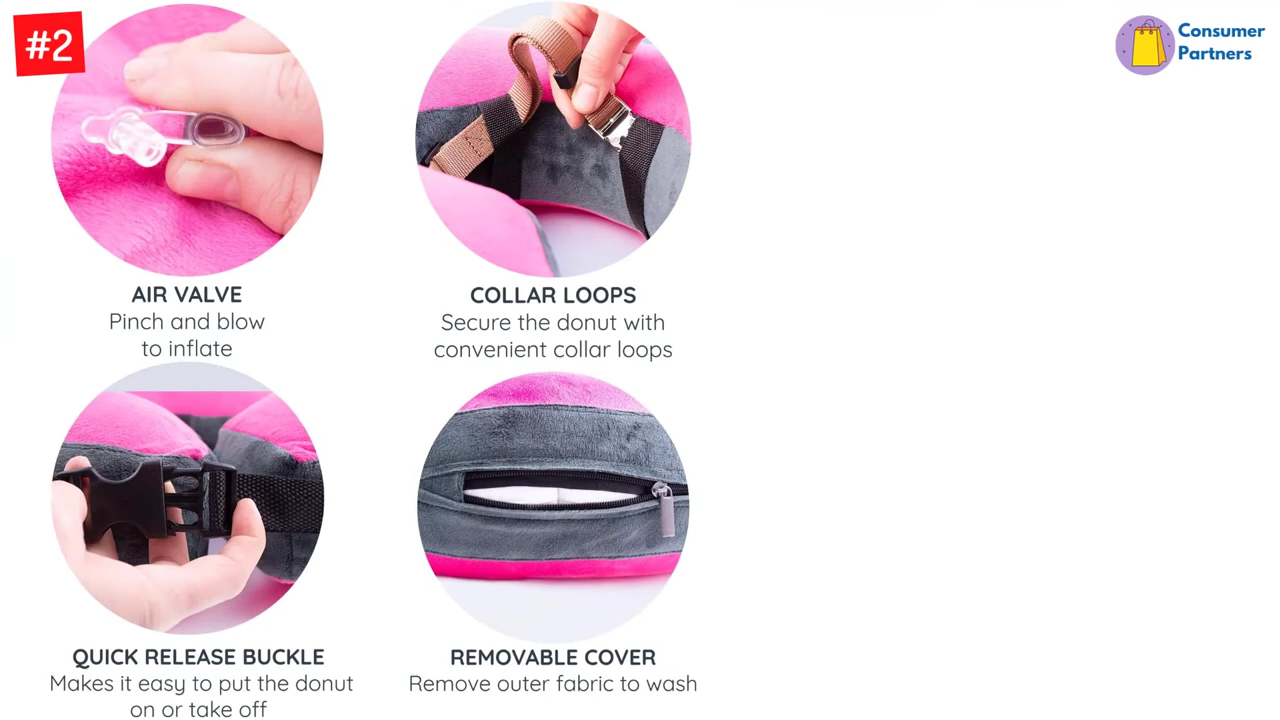 #2
Consumer
Partners
AIR VALVE
Pinch and blow
to inflate
COLLAR LOOPS
Secure the donut with
convenient collar loops
QUICK RELEASE BUCKLE
Makes it easy to put the donut
on or take off
REMOVABLE COVER
Remove outer fabric to wash